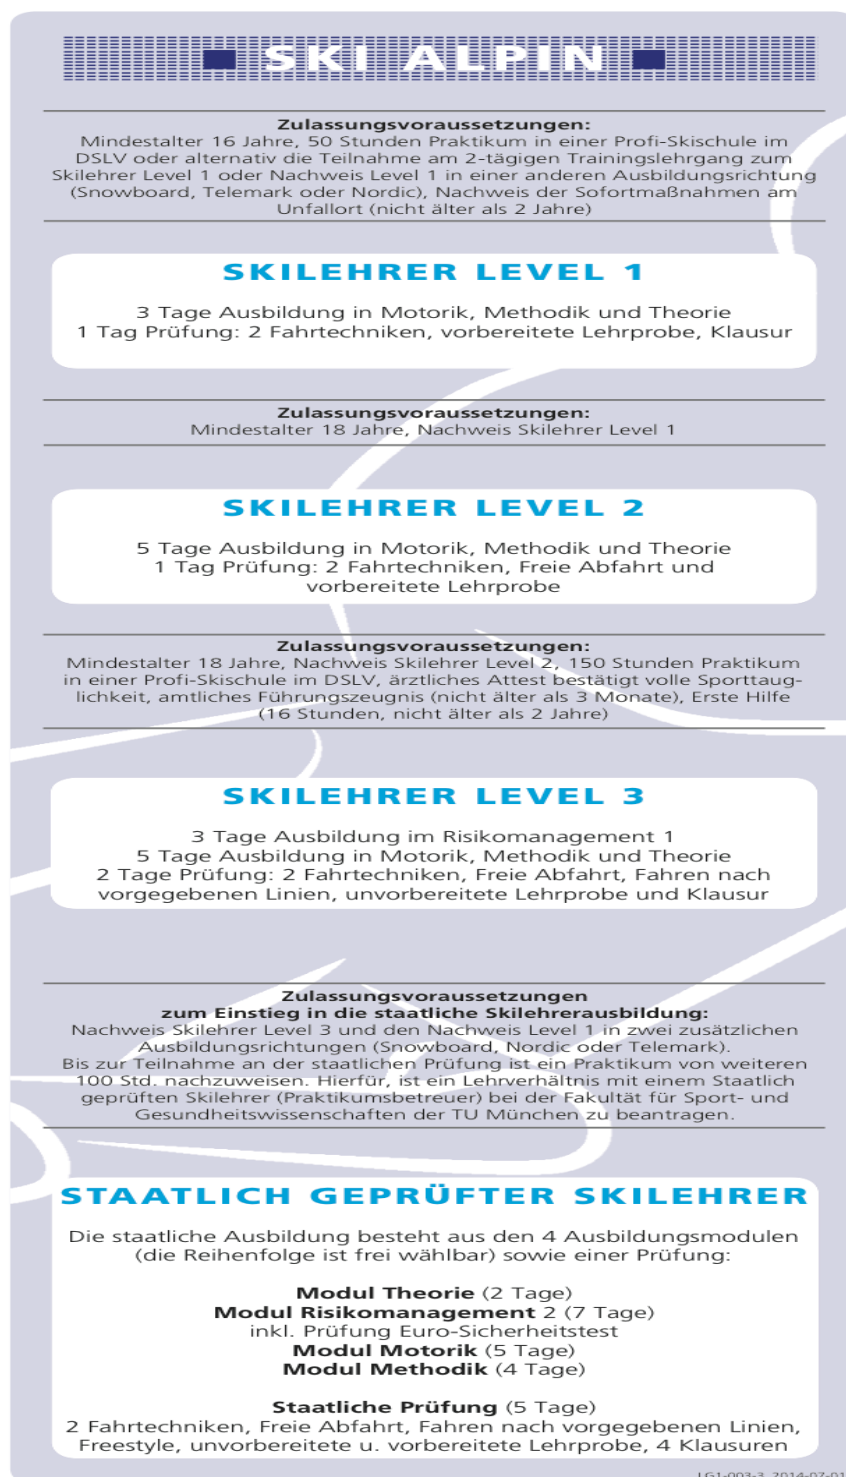 SKI ALPIN
Zulassungsvoraussetzungen:
Mindestalter 16 Jahre, 50 Stunden Praktikum in einer Profi-Skischule im
DSLV oder alternativ die Teilnahme am 2-tägigen Trainingslehrgang zum
Skilehrer Level 1 oder Nachweis Level 1 in einer anderen Ausbildungsrichtung
(Snowboard, Telemark oder Nordic), Nachweis der Sofortmaßnahmen am
Unfallort (nicht älter als 2 Jahre)
SKILEHRER LEVEL 1
3 Tage Ausbildung in Motorik, Methodik und Theorie
1 Tag Prüfung: 2 Fahrtechniken, vorbereitete Lehrprobe, Klausur
Zulassungsvoraussetzungen:
Mindestalter 18 Jahre, Nachweis Skilehrer Level 1
SKILEHRER LEVEL 2
5 Tage Ausbildung in Motorik, Methodik und Theorie
1 Tag Prüfung: 2 Fahrtechniken, Freie Abfahrt und
vorbereitete Lehrprobe
Zulassungsvoraussetzungen:
Mindestalter 18 Jahre, Nachweis Skilehrer Level 2, 150 Stunden Praktikum
in einer Profi-Skischule im DSLV, ärztliches Attest bestätigt volle Sporttaug-
lichkeit, amtliches Führungszeugnis (nicht älter als 3 Monate), Erste Hilfe
(16 Stunden, nicht älter als 2 Jahre)
SKILEHRER LEVEL 3
3 Tage Ausbildung im Risikomanagement 1
5 Tage Ausbildung in Motorik, Methodik und Theorie
2 Tage Prüfung: 2 Fahrtechniken, Freie Abfahrt, Fahren nach
vorgegebenen Linien, unvorbereitete Lehrprobe und Klausur
Zulassungsvoraussetzungen
zum Einstieg in die staatliche Skilehrerausbildung:
Nachweis Skilehrer Level 3 und den Nachweis Level 1 in zwei zusätzlichen
Ausbildungsrichtungen (Snowboard, Nordic oder Telemark).
Bis zur Teilnahme an der staatlichen Prüfung ist ein Praktikum von weiteren
100 Std. nachzuweisen. Hierfür, ist ein Lehrverhältnis mit einem Staatlich
geprüften Skilehrer (Praktikumsbetreuer) bei der Fakultät für Sport- und
Gesundheitswissenschaften der TU München zu beantragen.
STAATLICH GEPRÜFTER SKILEHRER
Die staatliche Ausbildung besteht aus den 4 Ausbildungsmodulen
(die Reihenfolge ist frei wählbar) sowie einer Prüfung:
Modul Theorie (2 Tage)
Modul Risikomanagement 2 (7 Tage)
inkl. Prüfung Euro-Sicherheitstest
Modul Motorik (5 Tage)
Modul Methodik (4 Tage)
Staatliche Prüfung (5 Tage)
2 Fahrtechniken, Freie Abfahrt, Fahren nach vorgegebenen Linien,
Freestyle, unvorbereitete u. vorbereitete Lehrprobe, 4 Klausuren
LG1-003-3 2014-07-01